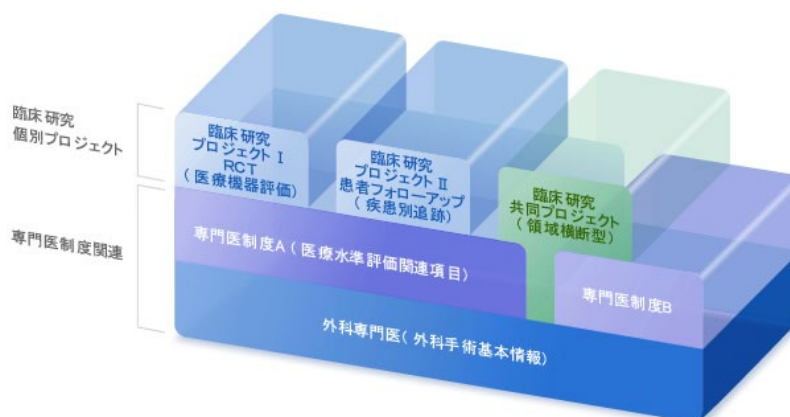 臨床研究
個別プロジェクト
専門医制度関連
臨床研究
プロジェクト Ⅰ
RCT
(医療機器評価)
臨床研究
プロジェクト Ⅱ
患者フォローアップ
(疾患別追跡)
臨床研究
共同プロジェクト
(領域横断型)
専門医制度A(医療水準評価関連項目)
専門医制度B
外科専門医(外科手術基本情報)